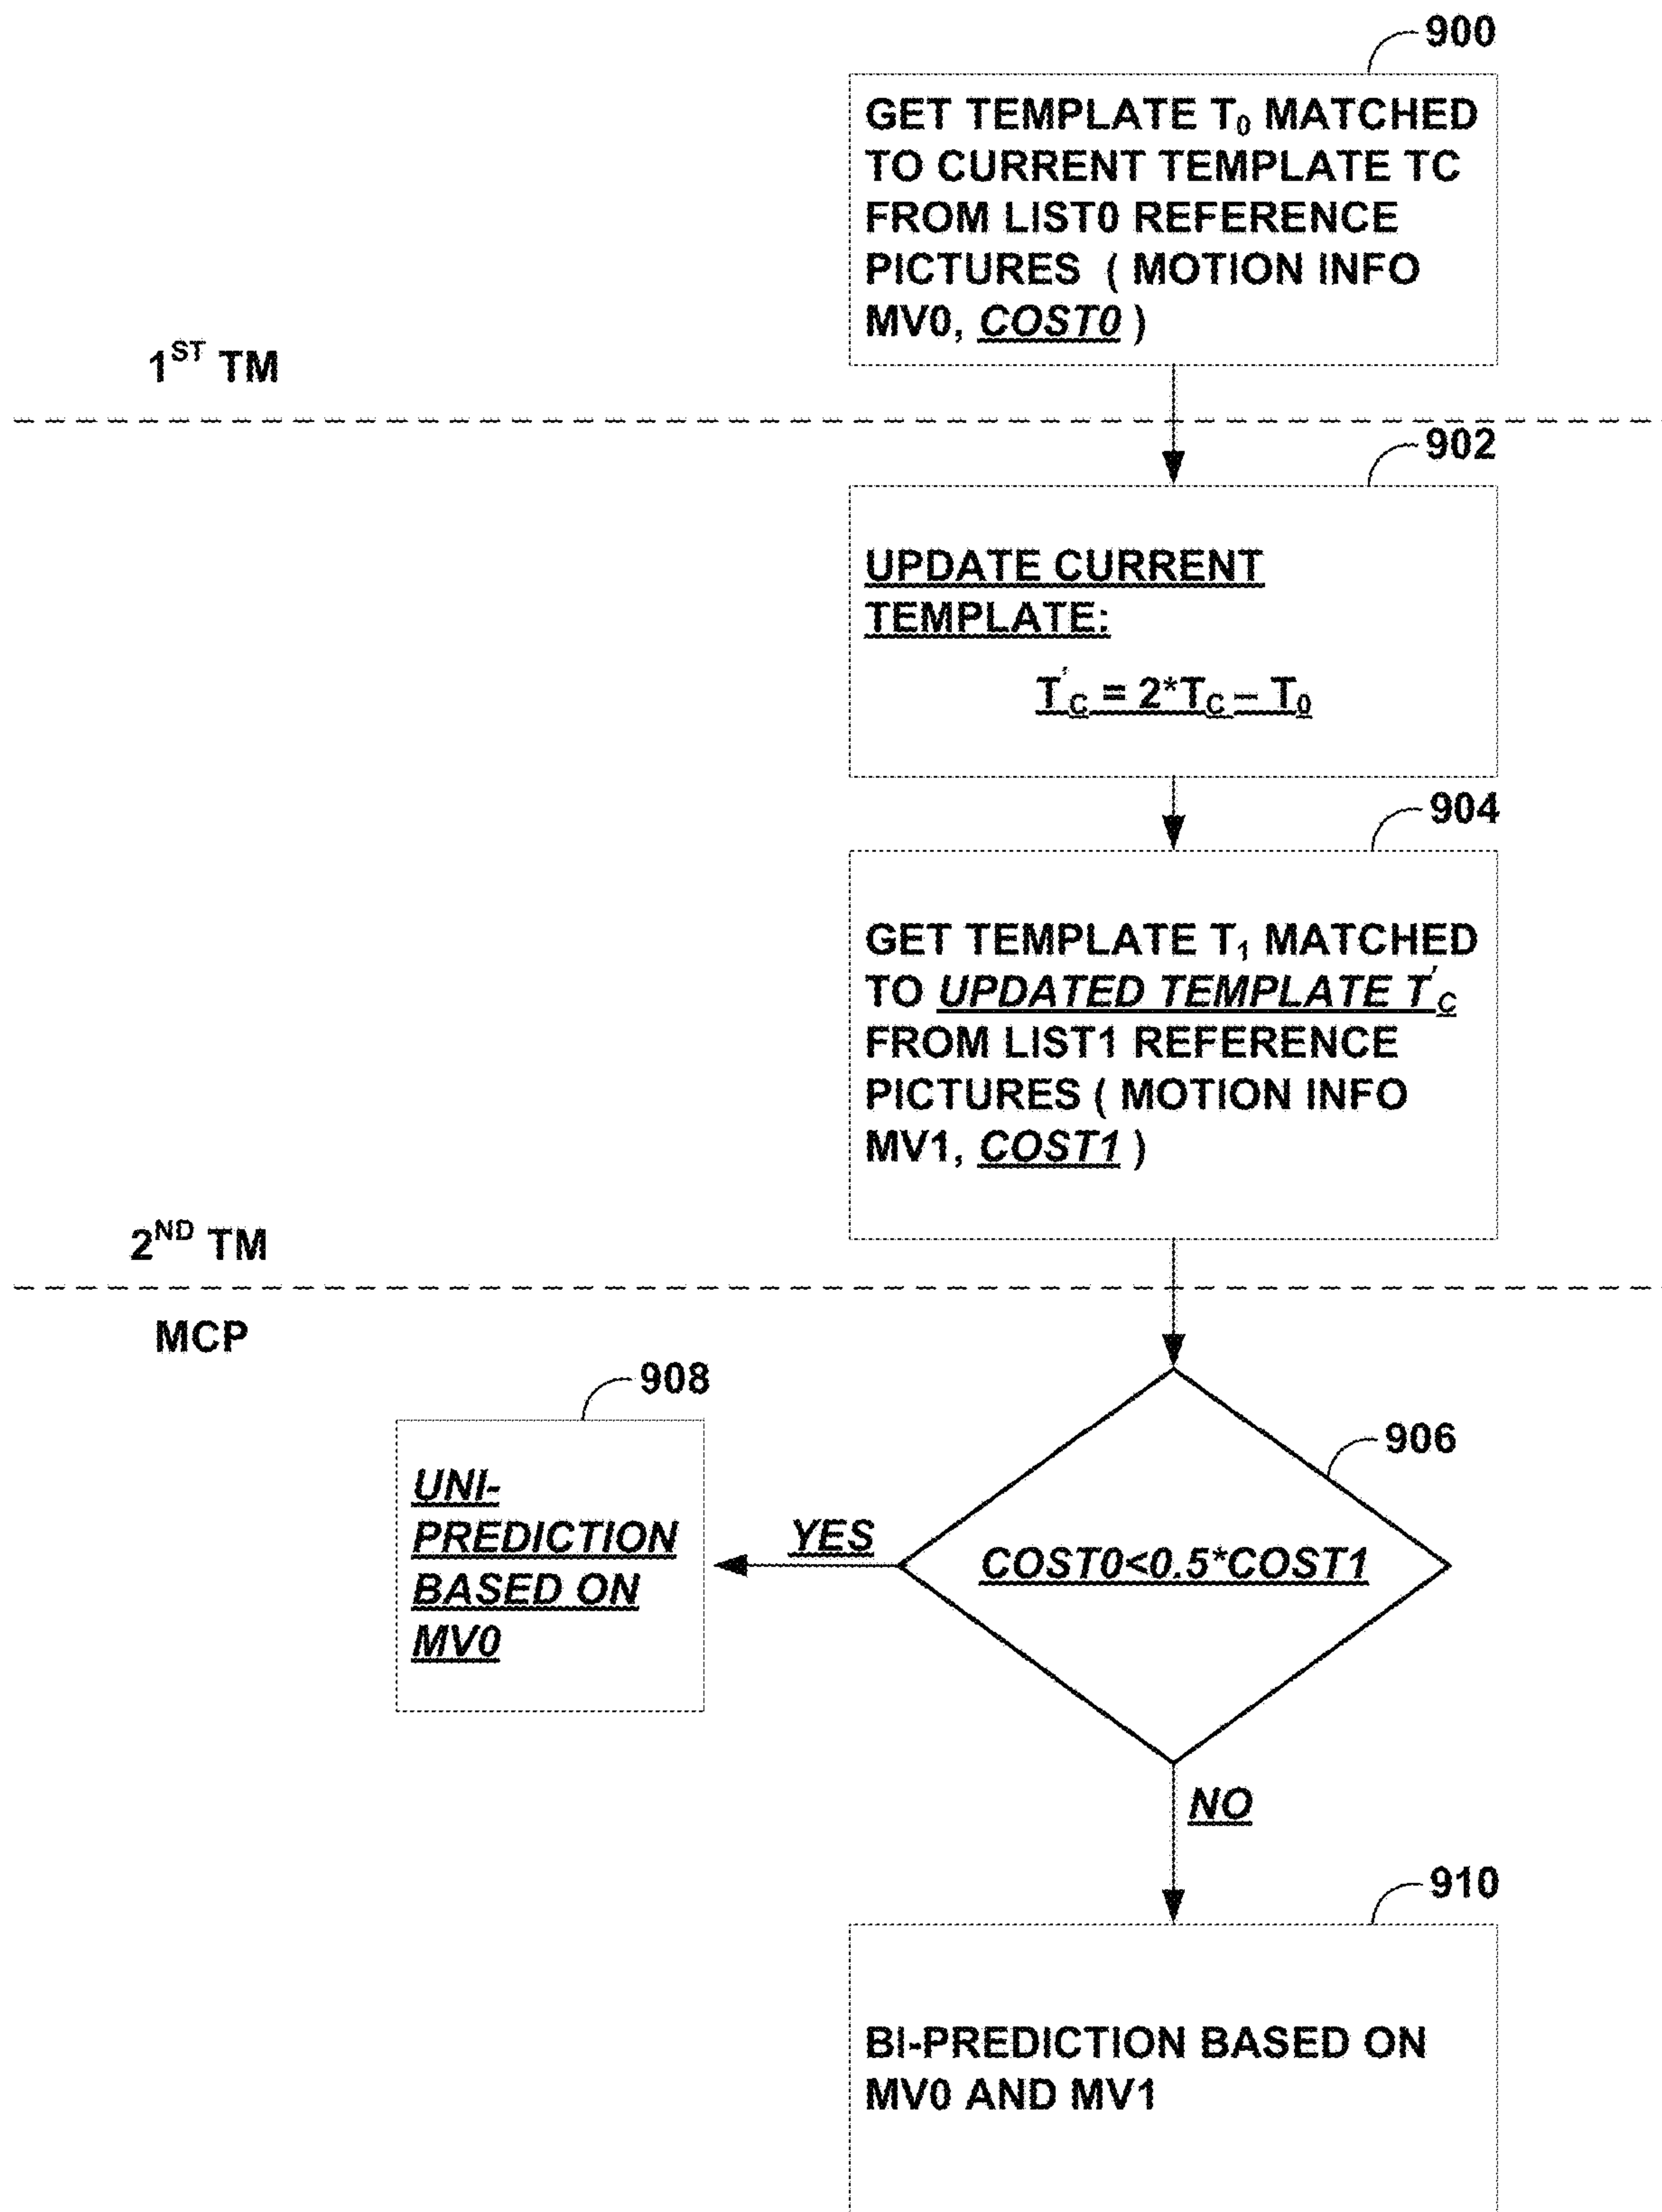 900
GET TEMPLATE T₀ MATCHED
TO CURRENT TEMPLATE TC
FROM LIST0 REFERENCE
PICTURES ( MOTION INFO
MV0, COST0 )
1ST TM
902
UPDATE CURRENT
TEMPLATE:
T'C = 2*TC – T₀
904
GET TEMPLATE T₁ MATCHED
TO UPDATED TEMPLATE T'C
FROM LIST1 REFERENCE
PICTURES ( MOTION INFO
MV1, COST1 )
2ND TM
MCP
908
UNI-
PREDICTION
BASED ON
MV0
YES
906
COST0<0.5*COST1
NO
910
BI-PREDICTION BASED ON
MV0 AND MV1